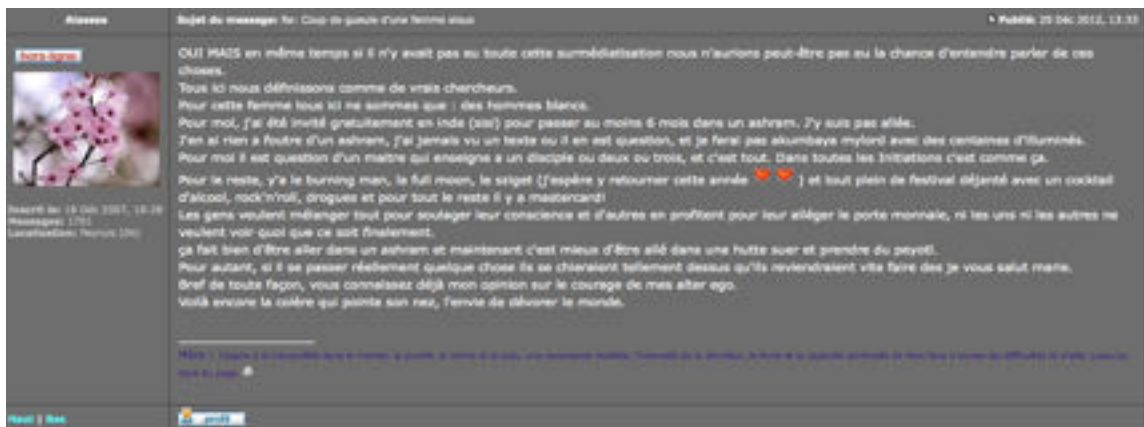 Sujet du message: Re: Coup de gueule d'une femme sioux
Publié: 20 Déc 2012, 13:33
hors-ligne
OUI MAIS en même temps si il n'y avait pas eu toute cette surmédiatisation nous n'aurions peut-être pas eu la chance d'entendre parler de ces
choses.
Tous ici nous définissons comme de vrais chercheurs.
Pour cette femme tous ici ne sommes que : des hommes blancs.
Pour moi, j'ai été invité gratuitement en inde (sisi) pour passer au moins 6 mois dans un ashram. J'y suis pas allée.
J'en ai rien a foutre d'un ashram, j'ai jamais vu un texte ou il en est question, et je ferai pas akumbaya mylord avec des centaines d'illuminés.
Pour moi il est question d'un maitre qui enseigne a un disciple ou deux ou trois, et c'est tout. Dans toutes les Initiations c'est comme ça.
Pour le reste, y'a le burning man, la full moon, le sziget (j'espère y retourner cette année ) et tout plein de festival déjanté avec un cocktail
d'alcool, rock'n'roll, drogues et pour tout le reste il y a mastercard!
Les gens veulent mélanger tout pour soulager leur conscience et d'autres en profitent pour leur alléger le porte monnaie, ni les uns ni les autres ne
veulent voir quoi que ce soit finalement.
ça fait bien d'être aller dans un ashram et maintenant c'est mieux d'être allé dans une hutte suer et prendre du peyotl.
Pour autant, si il se passer réellement quelque chose ils se chieraient tellement dessus qu'ils reviendraient vite faire des je vous salut marie.
Bref de toute façon, vous connaissez déjà mon opinion sur le courage de mes alter ego.
Voilà encore la colère qui pointe son nez, l'envie de dévorer le monde.
Inscrit le: 19 Déc 2007, 18:28
Messages: 1791
Localisation:
Haut | Bas
profil